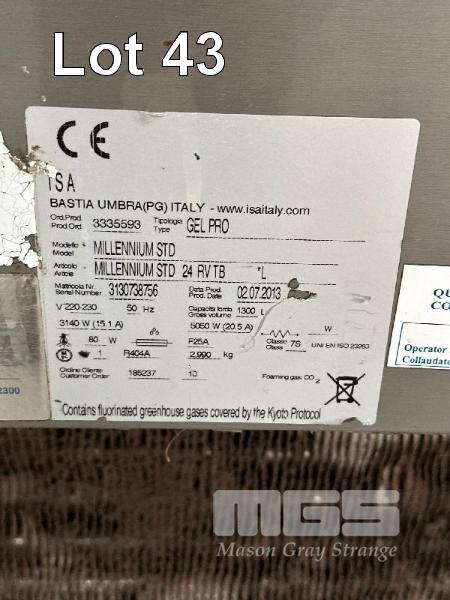 Lot 43
CE
ISA
BASTIA UMBRA(PG) ITALY - www.isaitaly.com
Ord.Prod. Prod.Ord. 3335593 Tipologia Type GEL PRO
Modello Model MILLENNIUM STD
Articolo Article MILLENNIUM STD 24 RV TB *L
Matricola Nr. Serial Number 3130738756 Data Prod. Prod. Date 02.07.2013
V 220-230 50 Hz Capacità lorda Gross volume 1300 L
3140 W (15.1 A) 5050 W (20.5 A) W
80 W F25A Classe Class 7S UNI EN ISO 23953
1 R404A 2.990 kg
Ordine Cliente Customer Order 185237 10 Foaming gas: CO2
Contains fluorinated greenhouse gases covered by the Kyoto Protocol
QU
CO
Operator
Collaudat
2300
MGS
Mason Gray Strange